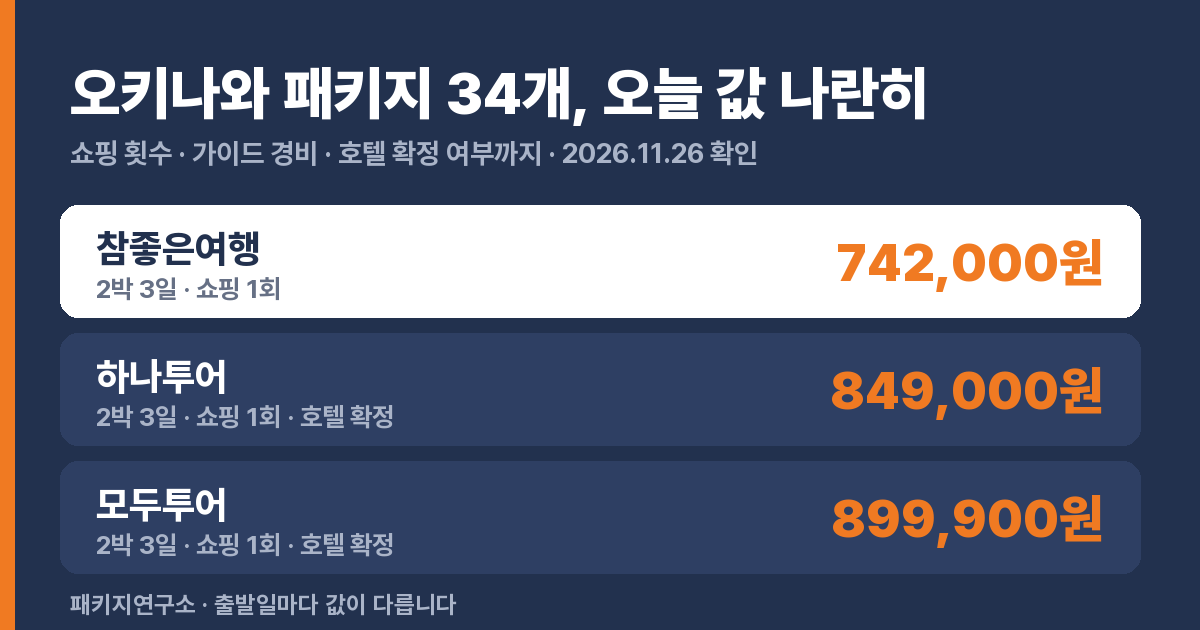 오키나와 패키지 34개, 오늘 값 나란히
쇼핑 횟수 · 가이드 경비 · 호텔 확정 여부까지 · 2026.11.26 확인
참좋은여행
742,000원
2박 3일 · 쇼핑 1회
하나투어
849,000원
2박 3일 · 쇼핑 1회 · 호텔 확정
모두투어
899,900원
2박 3일 · 쇼핑 1회 · 호텔 확정
패키지연구소 · 출발일마다 값이 다릅니다